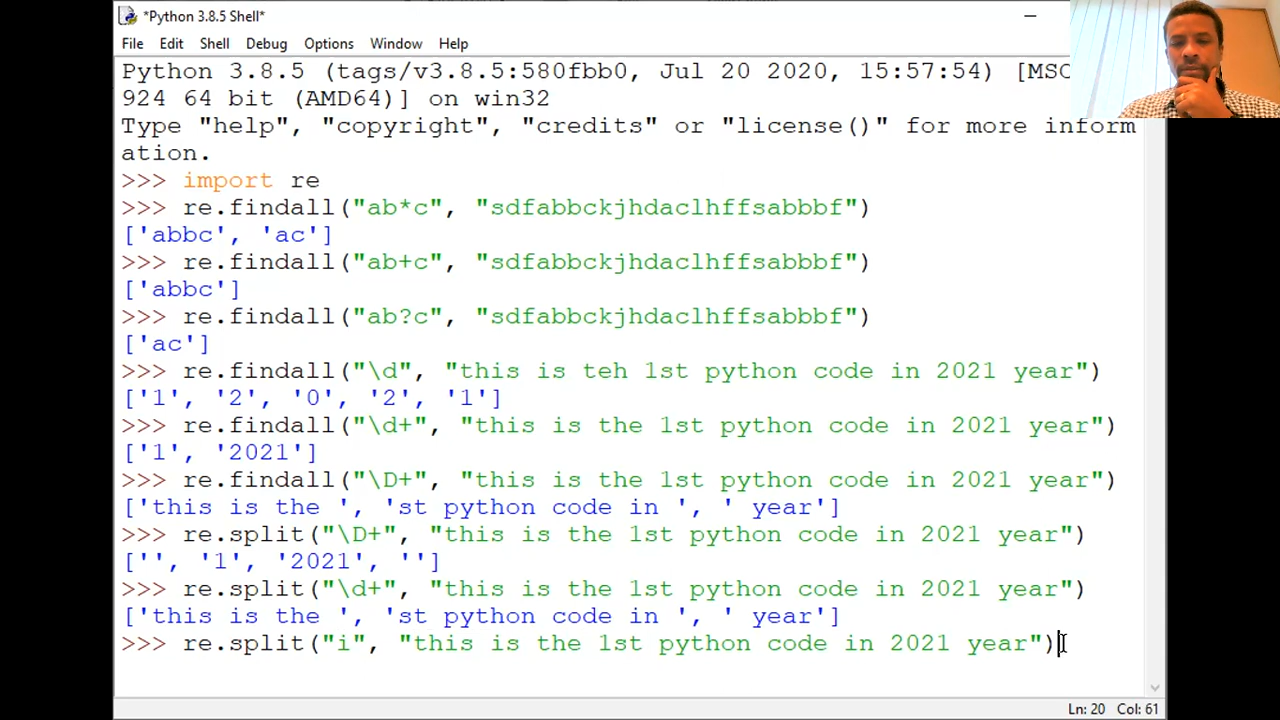 *Python 3.8.5 Shell*
File Edit Shell Debug Options Window Help
Python 3.8.5 (tags/v3.8.5:580fbb0, Jul 20 2020, 15:57:54) [MSC
924 64 bit (AMD64)] on win32
Type "help", "copyright", "credits" or "license()" for more inform
ation.
>>> import re
>>> re.findall("ab*c", "sdfabbckjhdaclhffsabbbf")
['abbc', 'ac']
>>> re.findall("ab+c", "sdfabbckjhdaclhffsabbbf")
['abbc']
>>> re.findall("ab?c", "sdfabbckjhdaclhffsabbbf")
['ac']
>>> re.findall("\d", "this is teh 1st python code in 2021 year")
['1', '2', '0', '2', '1']
>>> re.findall("\d+", "this is the 1st python code in 2021 year")
['1', '2021']
>>> re.findall("\D+", "this is the 1st python code in 2021 year")
['this is the ', 'st python code in ', ' year']
>>> re.split("\D+", "this is the 1st python code in 2021 year")
['', '1', '2021', '']
>>> re.split("\d+", "this is the 1st python code in 2021 year")
['this is the ', 'st python code in ', ' year']
>>> re.split("i", "this is the 1st python code in 2021 year")
Ln: 20 Col: 61